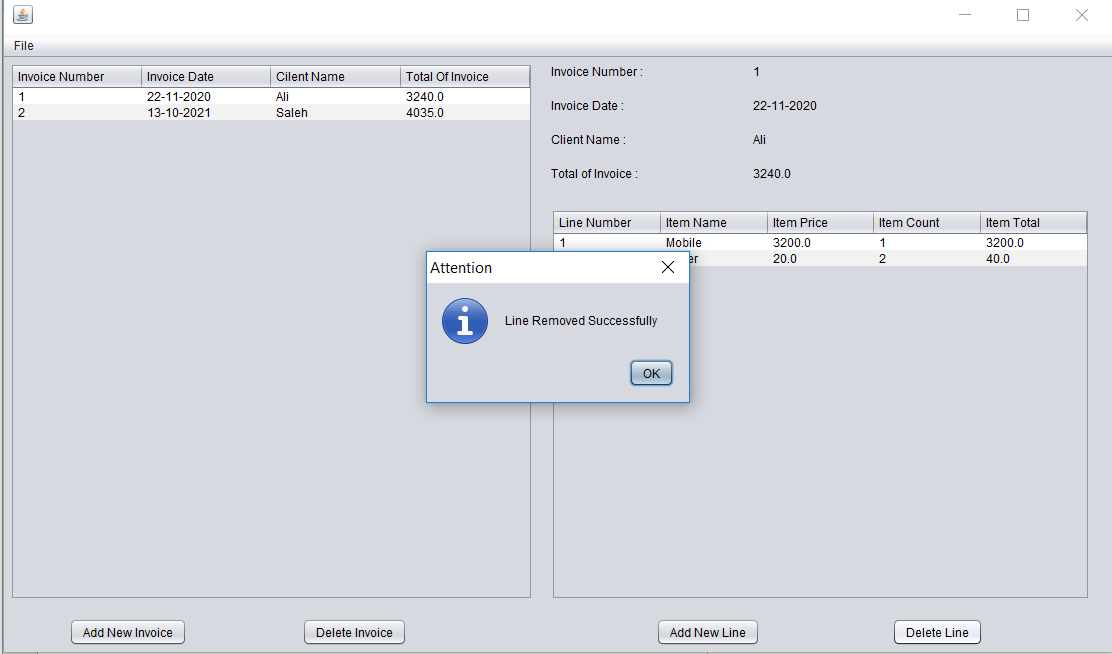 File
Invoice Number Invoice Date Cilent Name Total Of Invoice
1 22-11-2020 Ali 3240.0
2 13-10-2021 Saleh 4035.0
Invoice Number : 1
Invoice Date : 22-11-2020
Client Name : Ali
Total of Invoice : 3240.0
Line Number Item Name Item Price Item Count Item Total
1 Mobile 3200.0 1 3200.0
20.0 2 40.0
Attention
Line Removed Successfully
OK
Add New Invoice
Delete Invoice
Add New Line
Delete Line